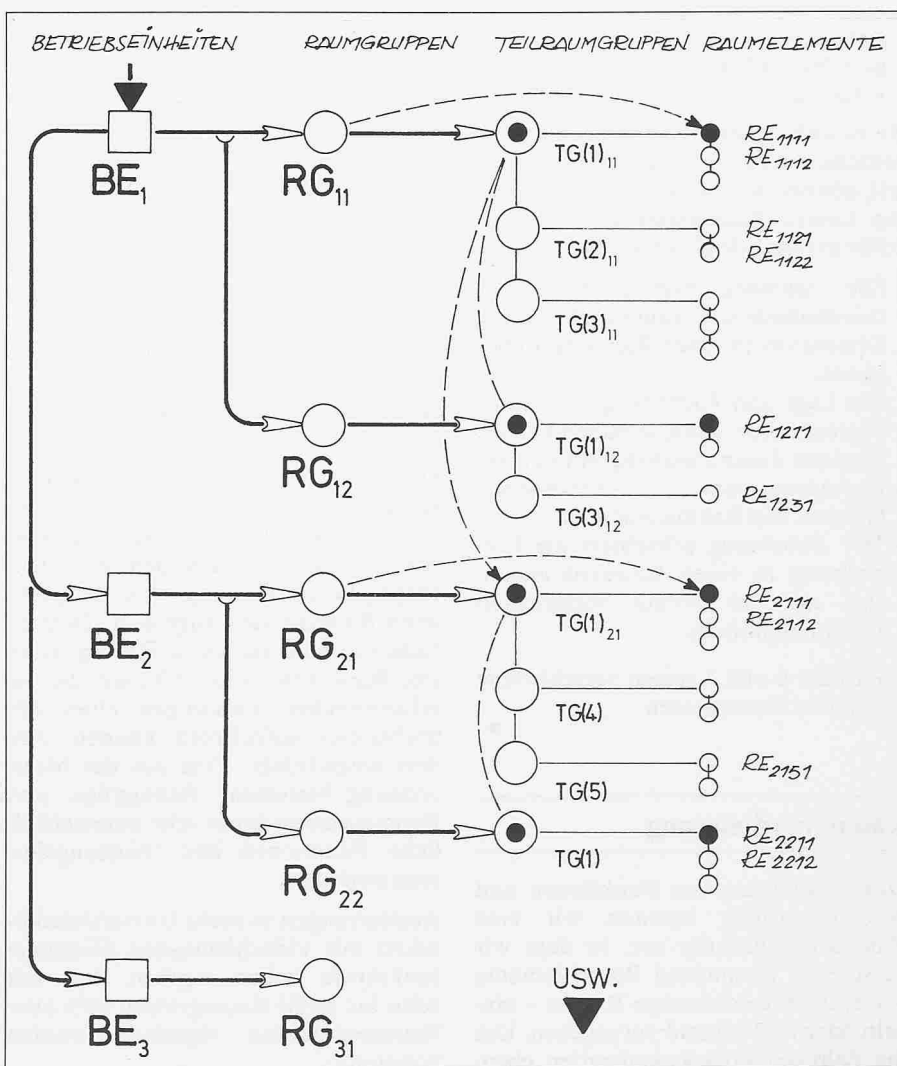 BETRIEBSEINHEITEN RAUMGRUPPEN TEILRAUMGRUPPEN RAUMELEMENTE
BE1 RG11 TG(1)11 RE1111
RE1112
TG(2)11 RE1121
RE1122
TG(3)11
RG12 TG(1)12 RE1211
TG(3)12 RE1231
BE2 RG21 TG(1)21 RE2111
RE2112
TG(4)
TG(5) RE2151
RG22 TG(1) RE2211
RE2212
BE3 RG31 USW.